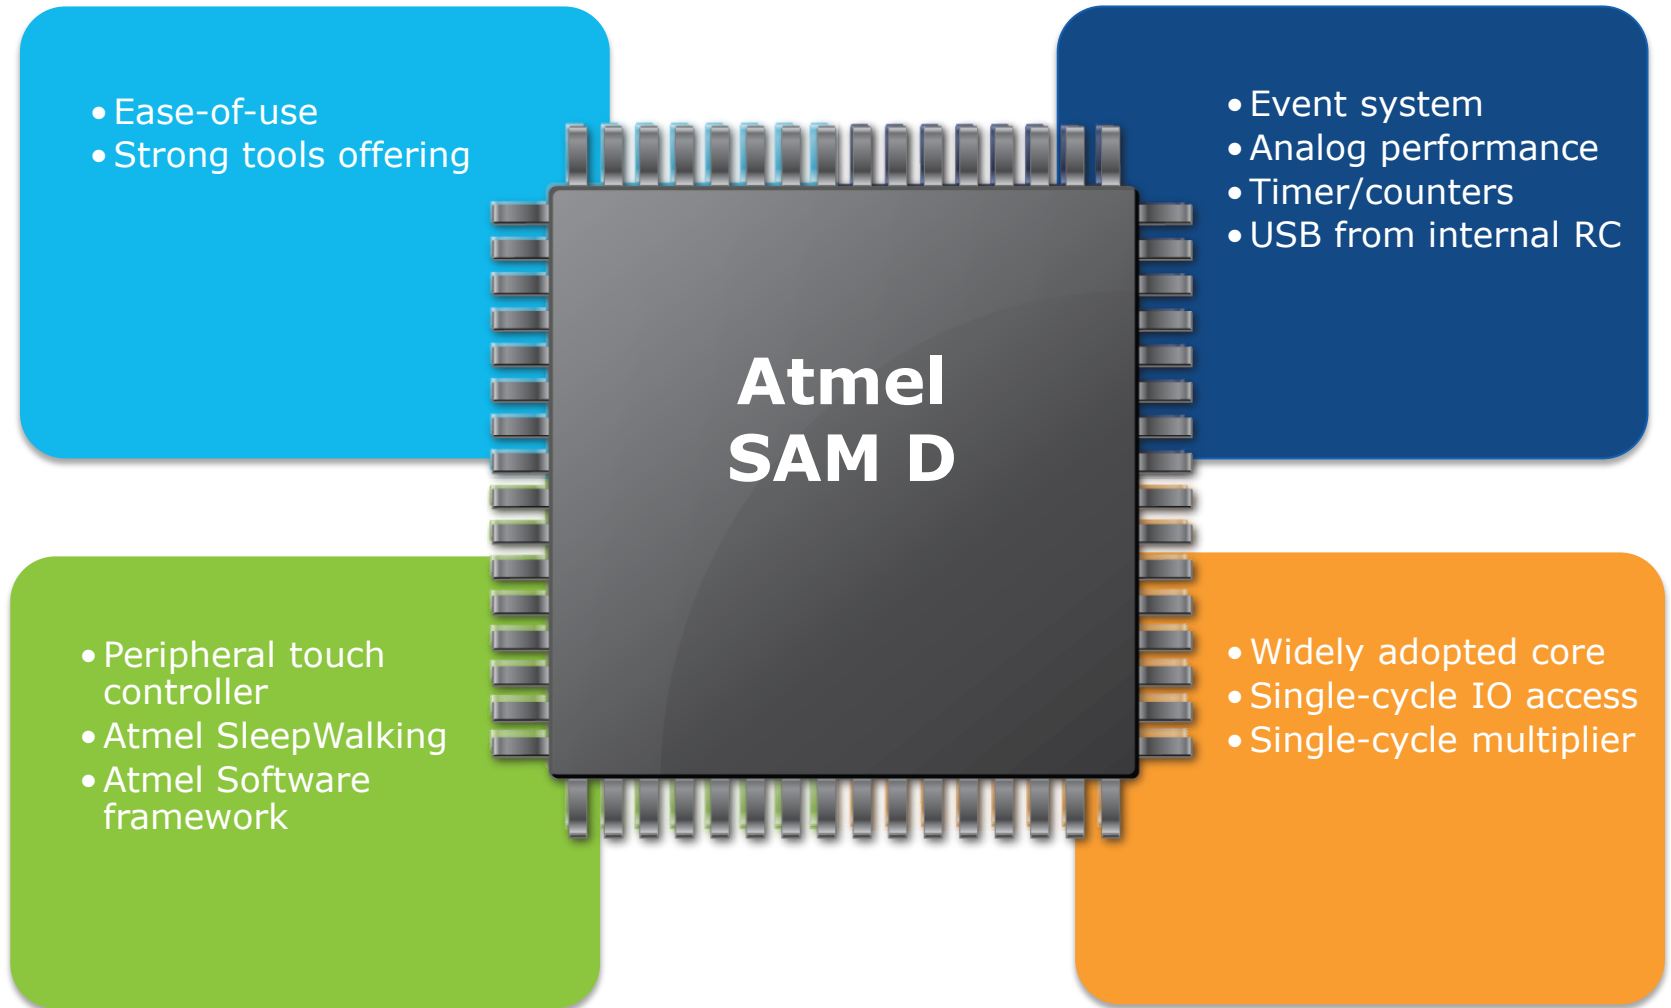 • Ease-of-use
• Strong tools offering
• Event system
• Analog performance
• Timer/counters
• USB from internal RC
Atmel
SAM D
• Peripheral touch
controller
• Atmel SleepWalking
• Atmel Software
framework
• Widely adopted core
• Single-cycle IO access
• Single-cycle multiplier